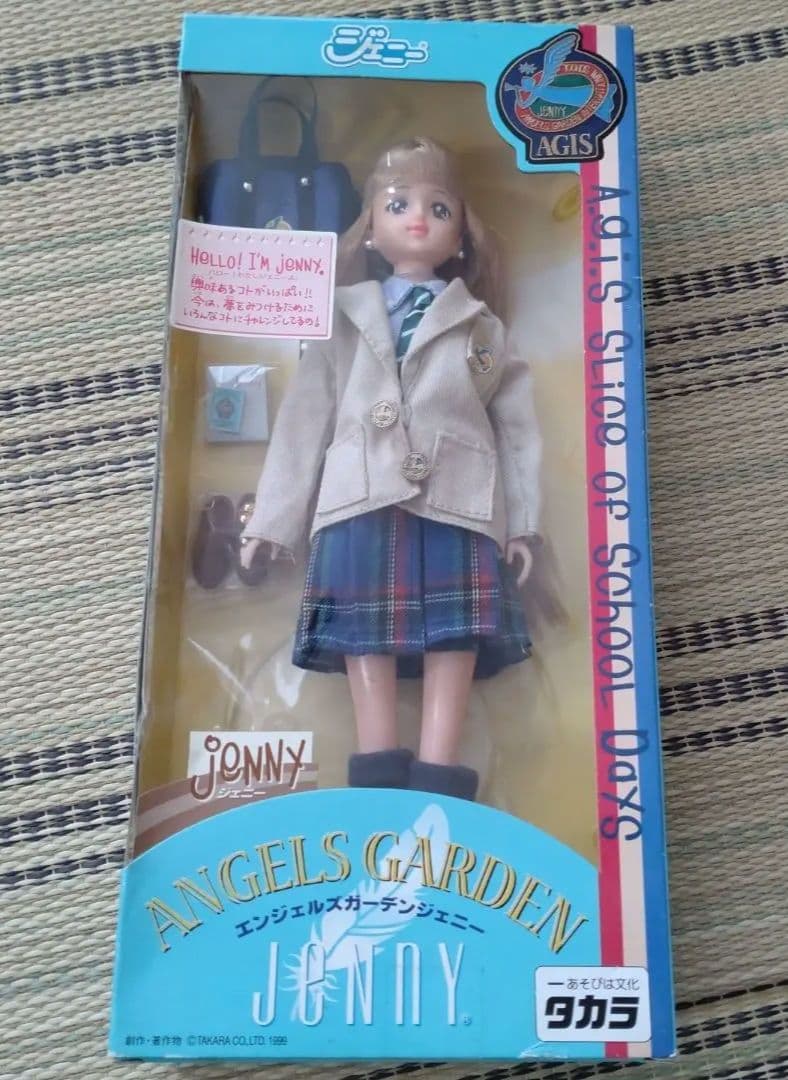 ジェニー
JENNY
AGIS
A.g.i.S Slice of School Days
HeLLO! I'M jeNNY.
興味あるコトがいっぱい!!
今は、夢をみつけるために
いろんなコトにチャレンジしてるの!
jeNNY
ジェニー
ANGELS GARDEN
エンジェルズガーデンジェニー
JeNNY®
ーあそびは文化
タカラ
創作・著作物 ©TAKARA CO.,LTD. 1999